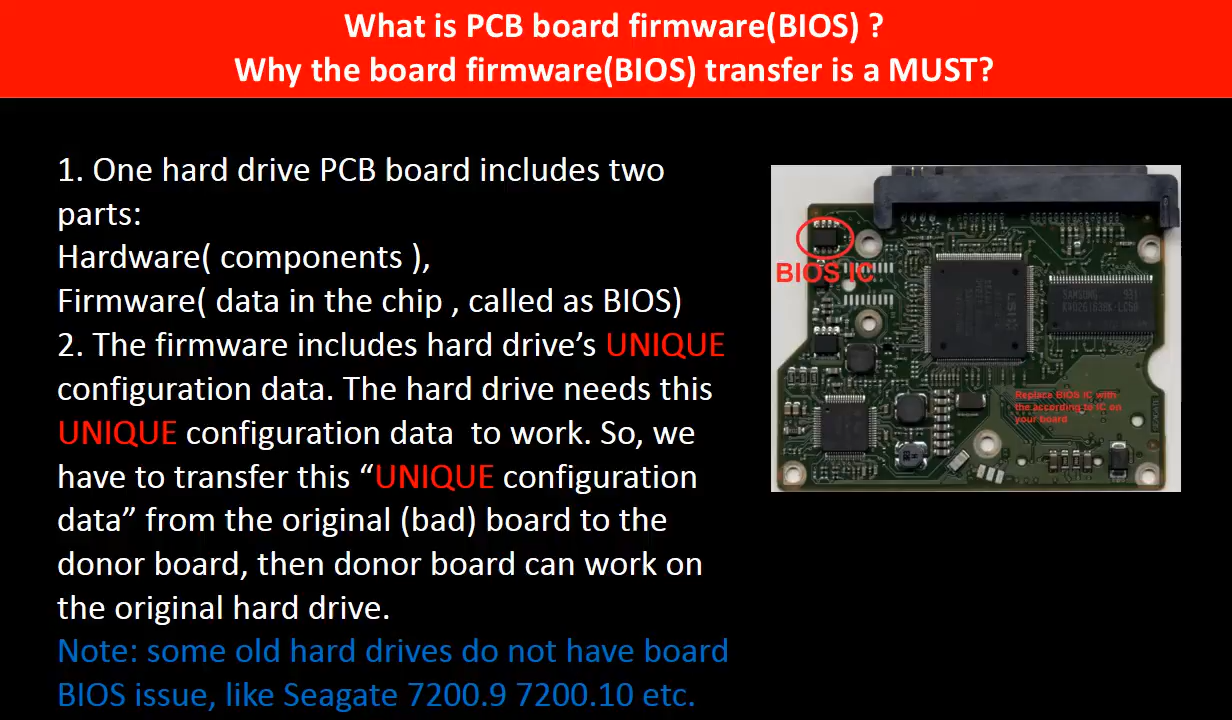 What is PCB board firmware(BIOS) ?
Why the board firmware(BIOS) transfer is a MUST?
1. One hard drive PCB board includes two
parts:
Hardware( components ),
Firmware( data in the chip , called as BIOS)
2. The firmware includes hard drive’s UNIQUE
configuration data. The hard drive needs this
UNIQUE configuration data  to work. So, we
have to transfer this “UNIQUE configuration
data” from the original (bad) board to the
donor board, then donor board can work on
the original hard drive.
Note: some old hard drives do not have board
BIOS issue, like Seagate 7200.9 7200.10 etc.
BIOS IC
SAMSUNG 931
Replace BIOS IC with
the according to IC on
your board